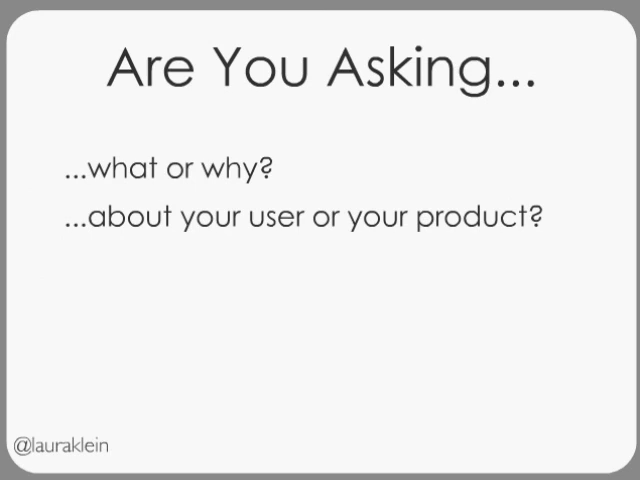 Are You Asking...
...what or why?
...about your user or your product?
@lauraklein